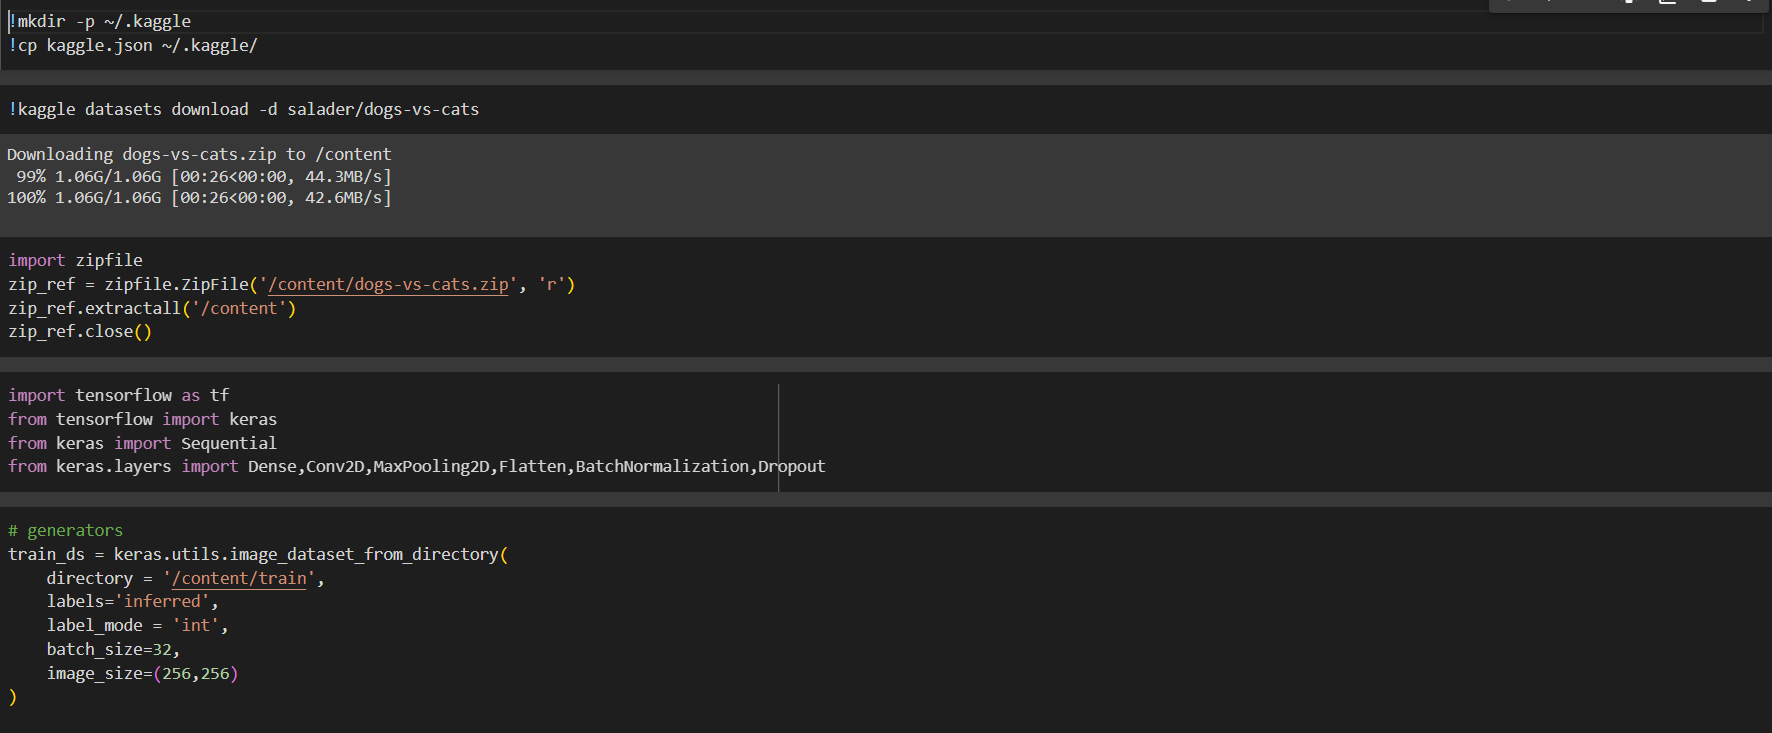 !mkdir -p ~/.kaggle
!cp kaggle.json ~/.kaggle/
!kaggle datasets download -d salader/dogs-vs-cats
Downloading dogs-vs-cats.zip to /content
 99% 1.06G/1.06G [00:26<00:00, 44.3MB/s]
100% 1.06G/1.06G [00:26<00:00, 42.6MB/s]
import zipfile
zip_ref = zipfile.ZipFile('/content/dogs-vs-cats.zip', 'r')
zip_ref.extractall('/content')
zip_ref.close()
import tensorflow as tf
from tensorflow import keras
from keras import Sequential
from keras.layers import Dense,Conv2D,MaxPooling2D,Flatten,BatchNormalization,Dropout
# generators
train_ds = keras.utils.image_dataset_from_directory(
    directory = '/content/train',
    labels='inferred',
    label_mode = 'int',
    batch_size=32,
    image_size=(256,256)
)